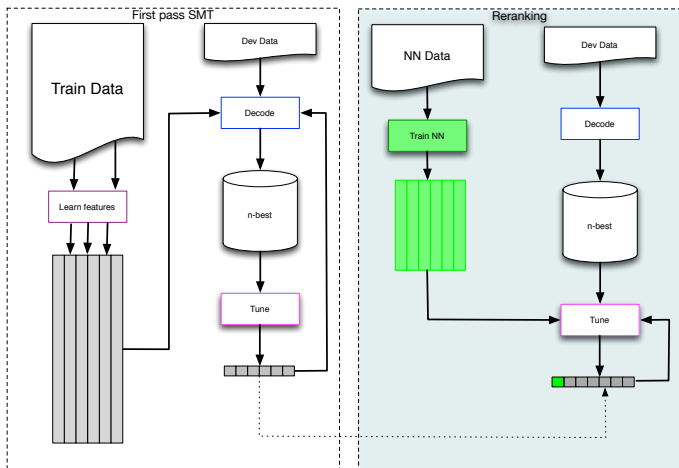 First pass SMT
Train Data
Dev Data
Decode
Learn features
n-best
Tune
Reranking
NN Data
Dev Data
Train NN
Decode
n-best
Tune